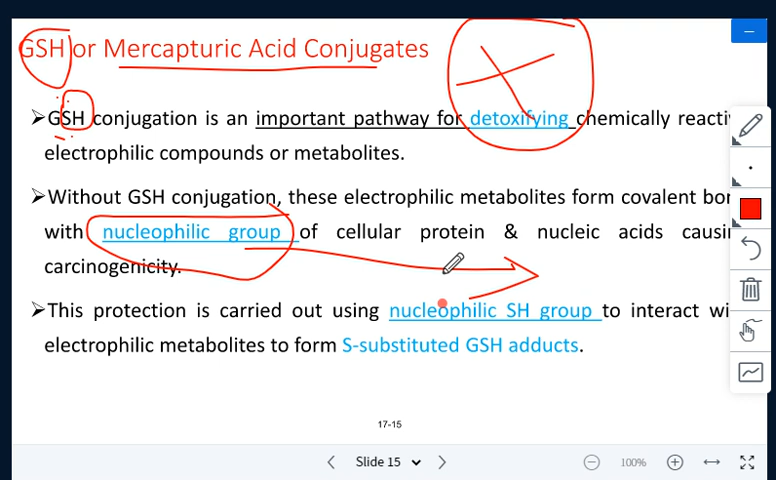 GSH or Mercapturic Acid Conjugates
➢GSH conjugation is an important pathway for detoxifying chemically reacti
electrophilic compounds or metabolites.
➢Without GSH conjugation, these electrophilic metabolites form covalent bon
with nucleophilic group of cellular protein & nucleic acids causin
carcinogenicity.
➢This protection is carried out using nucleophilic SH group to interact wi
electrophilic metabolites to form S-substituted GSH adducts.
17-15
Slide 15
100%